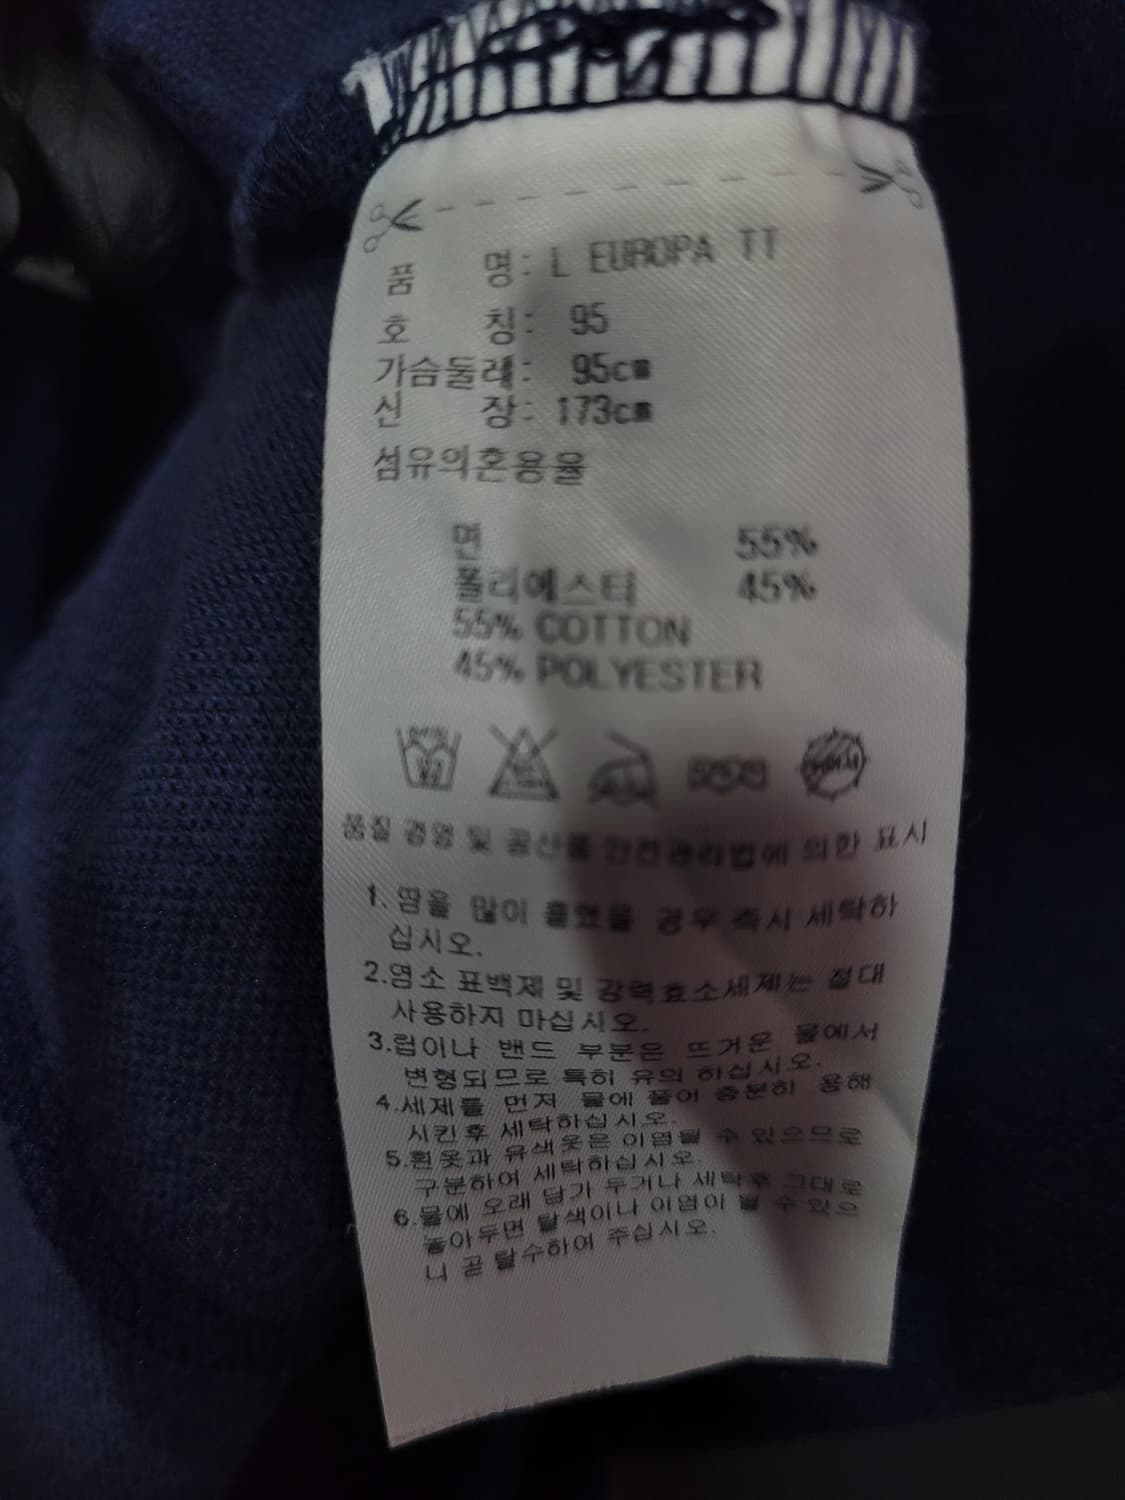 품 명: L EUROPA TT
호 칭: 95
가슴둘레: 95cm
신 장: 173cm
섬유의혼용율
면 55%
폴리에스터 45%
55% COTTON
45% POLYESTER
품질 경영 및 공산품 안전관리법에 의한 표시
1. 땀을 많이 흘렸을 경우 즉시 세탁하
십시오.
2.염소 표백제 및 강력효소세제는 절대
사용하지 마십시오.
3.럽이나 밴드 부분은 뜨거운 물에서
변형되므로 특히 유의 하십시오.
4.세제를 먼저 물에 풀어 충분히 용해
시킨후 세탁하십시오.
5.흰옷과 유색옷은 이염될 수 있으므로
구분하여 세탁하십시오.
6.물에 오래 담가 두거나 세탁후 그대로
놓아두면 탈색이나 이염이 될 수 있으
니 곧 탈수하여 주십시오.